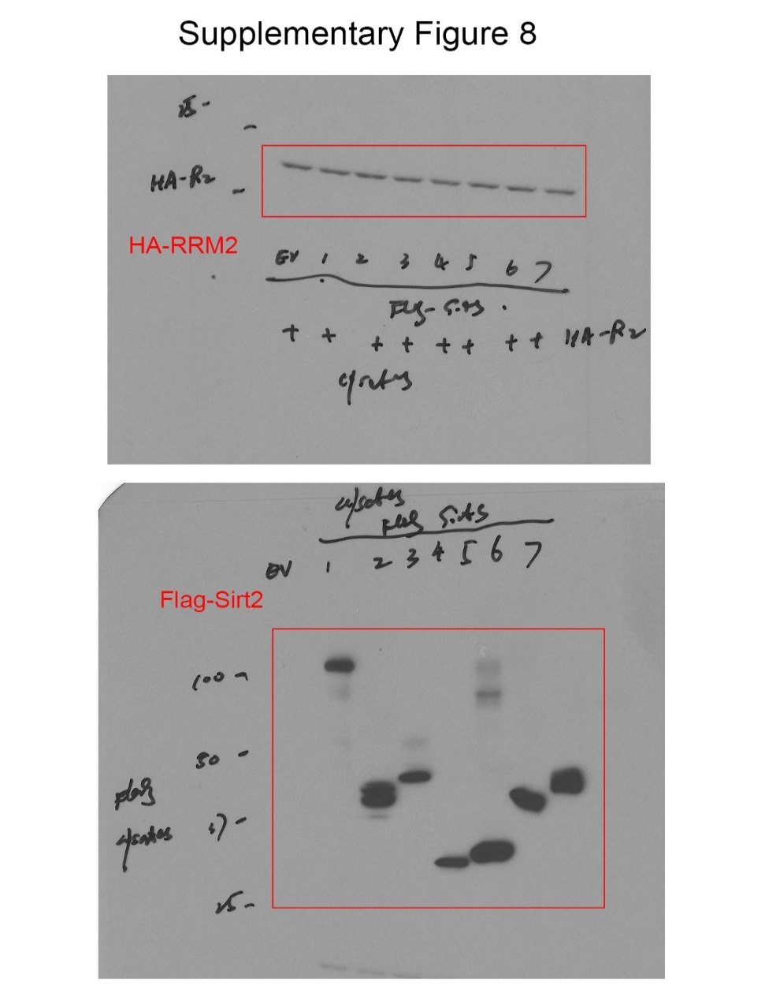 Supplementary Figure 8
HA-R2
HA-RRM2
EV 1 2 3 4 5 6 7
Flag-Sirts
+ + + + + + + + HA-R2
lysates
lysates
Flag Sirts
EV 1 2 3 4 5 6 7
Flag-Sirt2
100 -
50 -
Flag
37 -
lysates
25 -